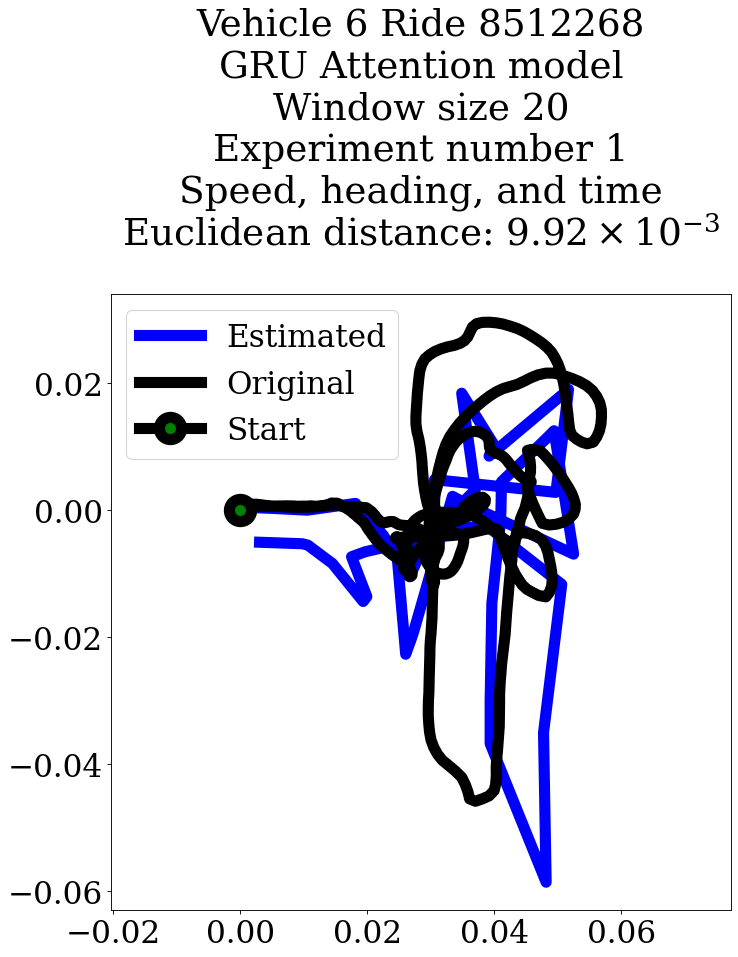 Vehicle 6 Ride 8512268
GRU Attention model
Window size 20
Experiment number 1
Speed, heading, and time
Euclidean distance: 9.92 × 10⁻³
Estimated
Original
Start
0.02
0.00
−0.02
−0.04
−0.06
−0.02 0.00 0.02 0.04 0.06